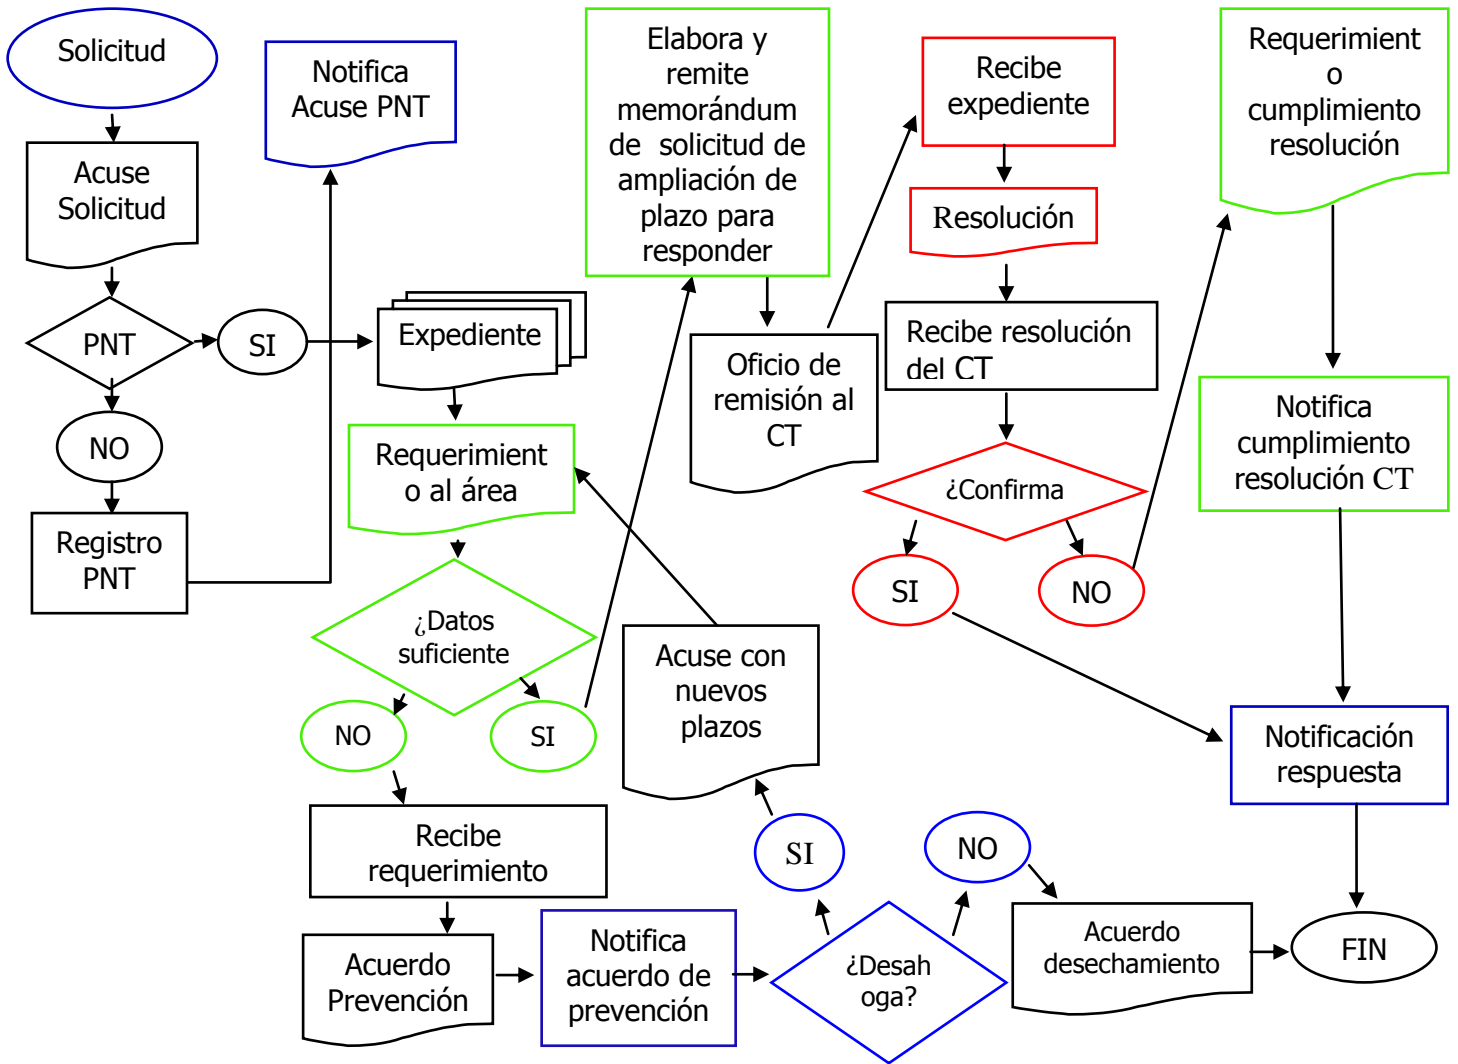 Solicitud
Acuse
Solicitud
PNT
SI
NO
Registro
PNT
Notifica
Acuse PNT
Expediente
Requerimient
o al área
¿Datos
suficiente
NO
SI
Recibe
requerimiento
Acuerdo
Prevención
Notifica
acuerdo de
prevención
¿Desah
oga?
SI
NO
Acuse con
nuevos
plazos
Acuerdo
desechamiento
FIN
Elabora y
remite
memorándum
de solicitud de
ampliación de
plazo para
responder
Oficio de
remisión al
CT
Recibe
expediente
Resolución
Recibe resolución
del CT
¿Confirma
SI
NO
Requerimient
o
cumplimiento
resolución
Notifica
cumplimiento
resolución CT
Notificación
respuesta